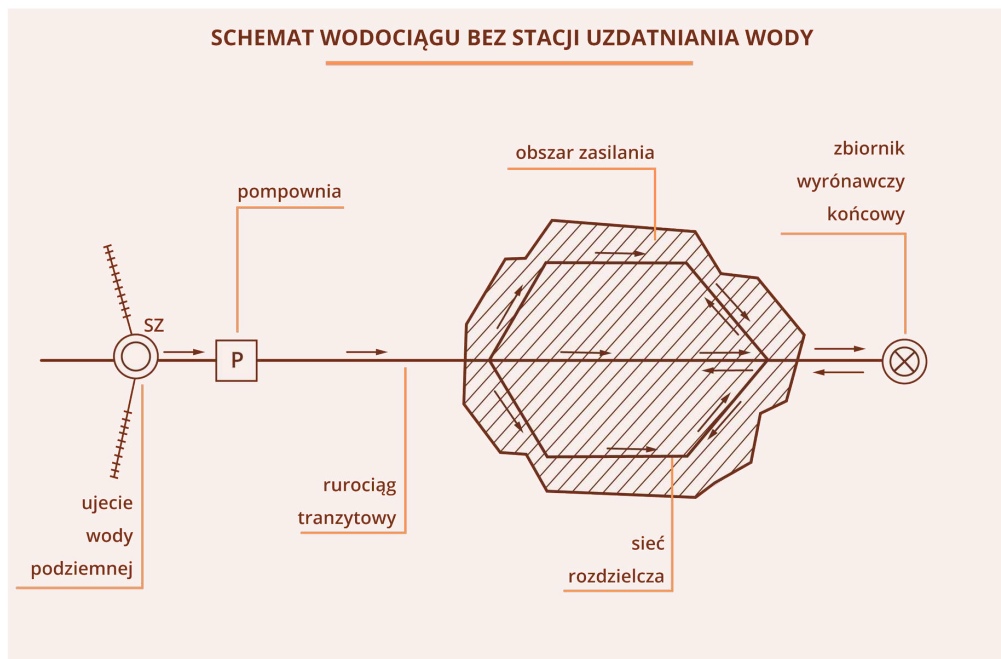 SCHEMAT WODOCIĄGU BEZ STACJI UZDATNIANIA WODY
obszar zasilania
zbiornik
wyrónawczy
końcowy
pompownia
SZ
P
rurociąg
tranzytowy
ujecie
wody
podziemnej
sieć
rozdzielcza